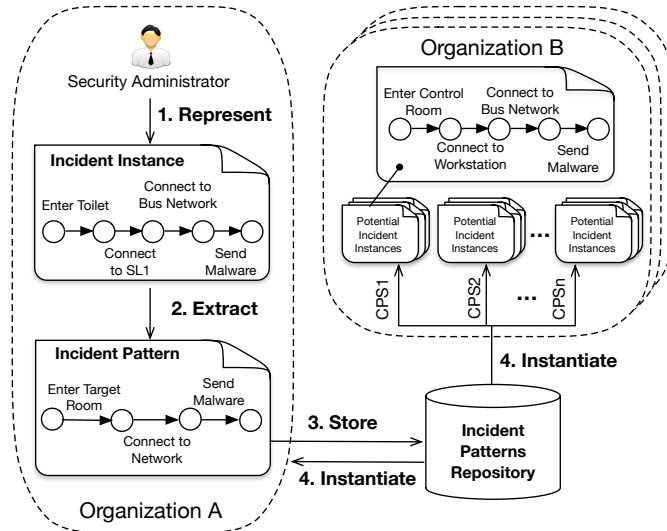 Security Administrator
1. Represent
Incident Instance
Enter Toilet
Connect to
Bus Network
Connect
to SL1
Send
Malware
2. Extract
Incident Pattern
Enter Target
Room
Send
Malware
Connect to
Network
Organization A
3. Store
4. Instantiate
Organization B
Enter Control
Room
Connect to
Bus Network
Connect to
Workstation
Send
Malware
Potential
Incident
Instances
Potential
Incident
Instances
...
Potential
Incident
Instances
CPS1
CPS2
...
CPSn
4. Instantiate
Incident
Patterns
Repository